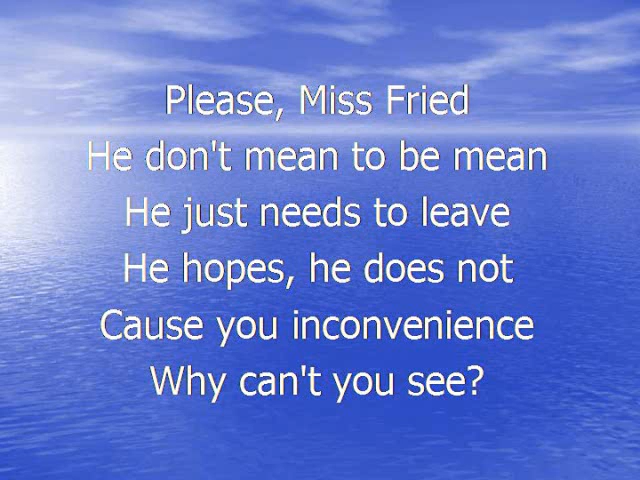 Please, Miss Fried
He don't mean to be mean
He just needs to leave
He hopes, he does not
Cause you inconvenience
Why can't you see?